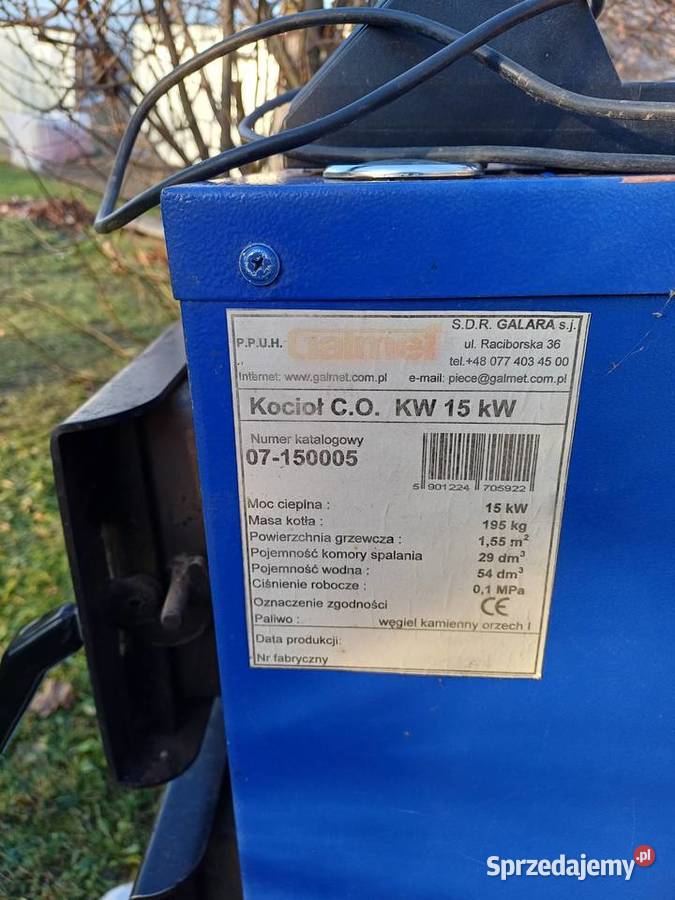 S.D.R. GALARA s.j.
P.P.U.H. Galmet ul. Raciborska 36
tel.+48 077 403 45 00
Internet: www.galmet.com.pl e-mail: piece@galmet.com.pl
Kocioł C.O. KW 15 kW
Numer katalogowy
07-150005
5 901224 705922
Moc cieplna : 15 kW
Masa kotła : 195 kg
Powierzchnia grzewcza : 1,55 m²
Pojemność komory spalania 29 dm³
Pojemność wodna : 54 dm³
Ciśnienie robocze : 0,1 MPa
Oznaczenie zgodności CE
Paliwo : węgiel kamienny orzech I
Data produkcji:
Nr fabryczny
Sprzedajemy.pl